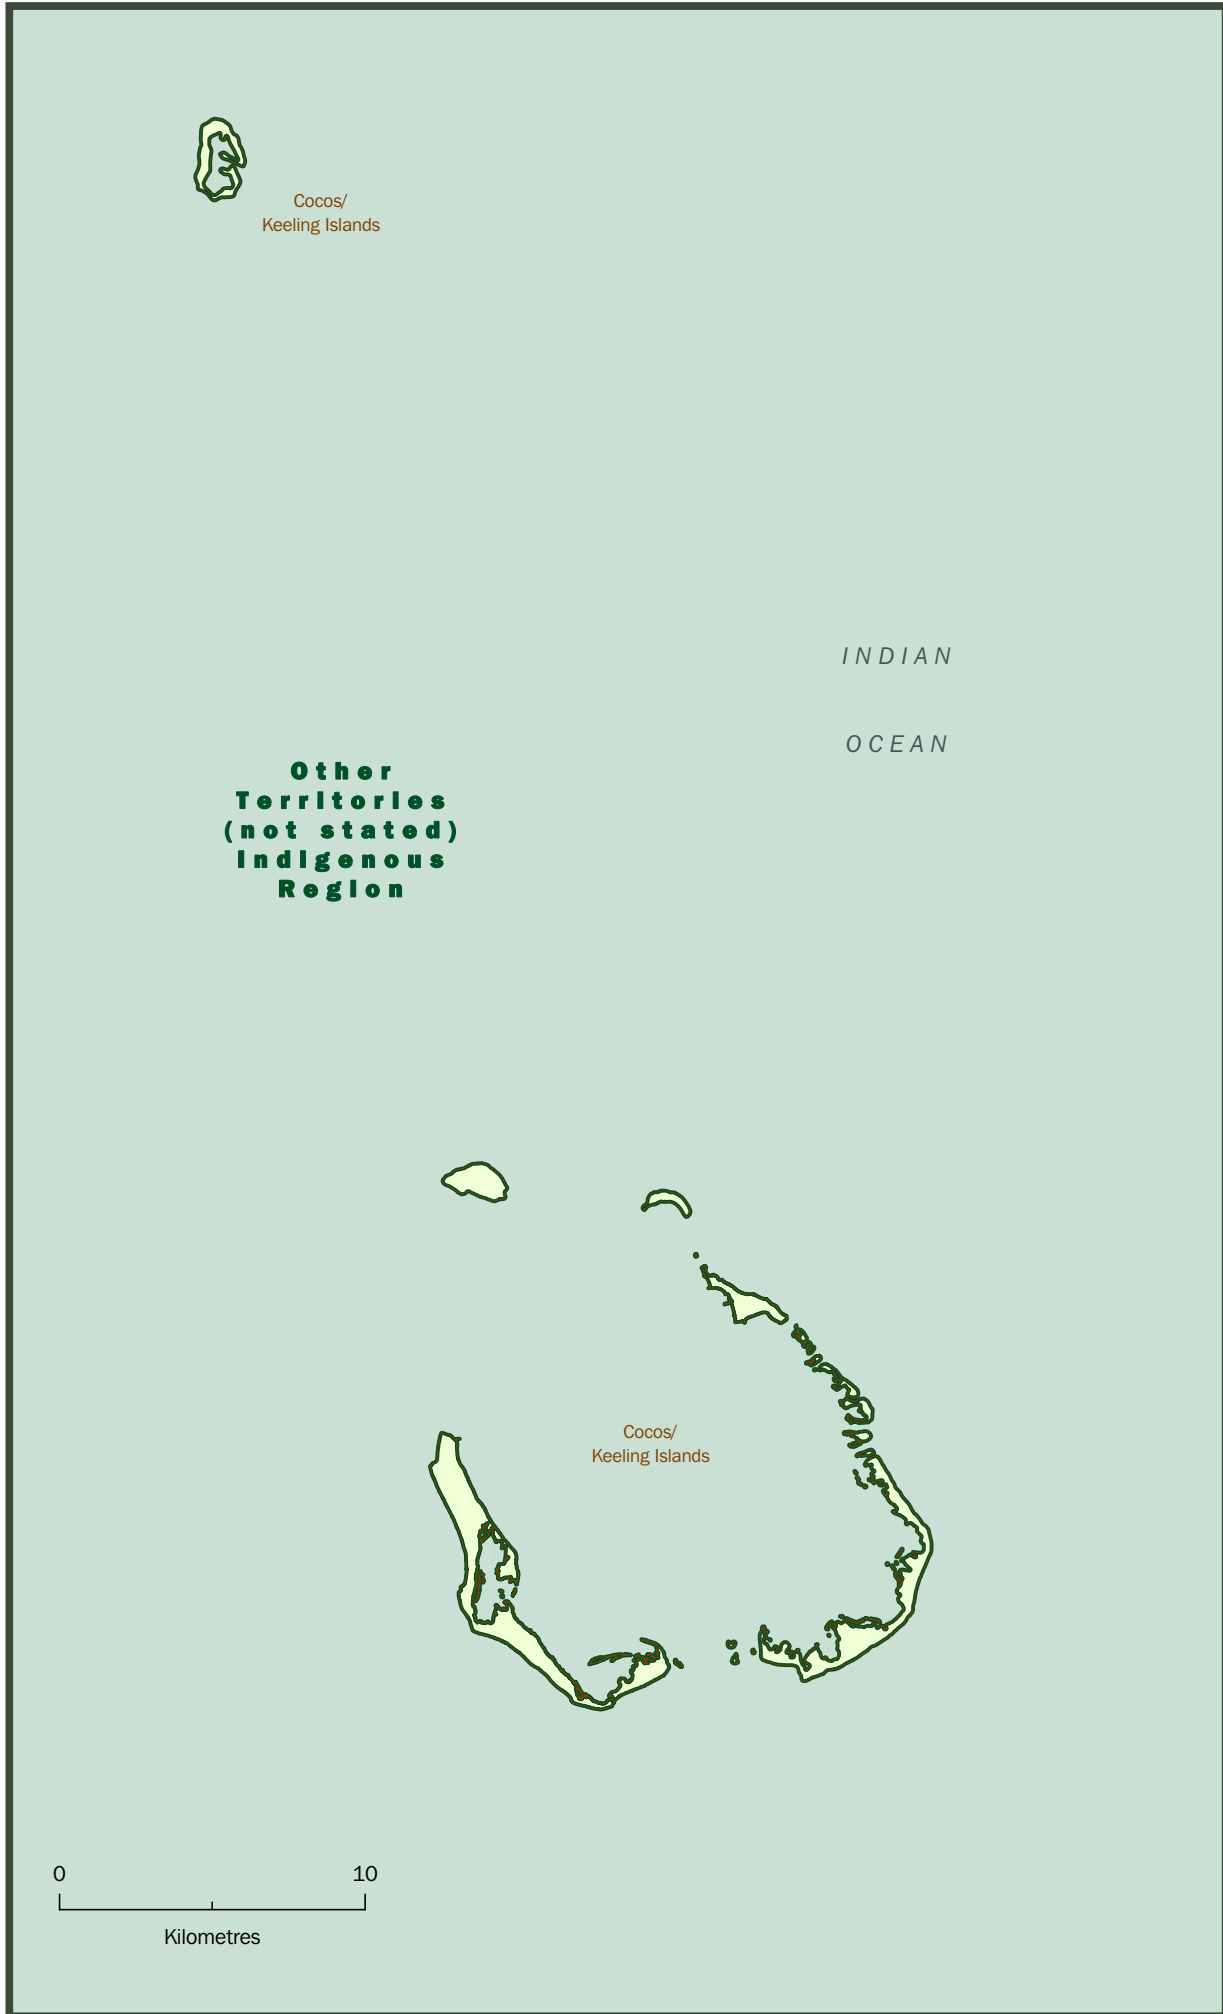 Cocos/
Keeling Islands
INDIAN
OCEAN
Other
Territories
(not stated)
Indigenous
Region
Cocos/
Keeling Islands
0 10
Kilometres